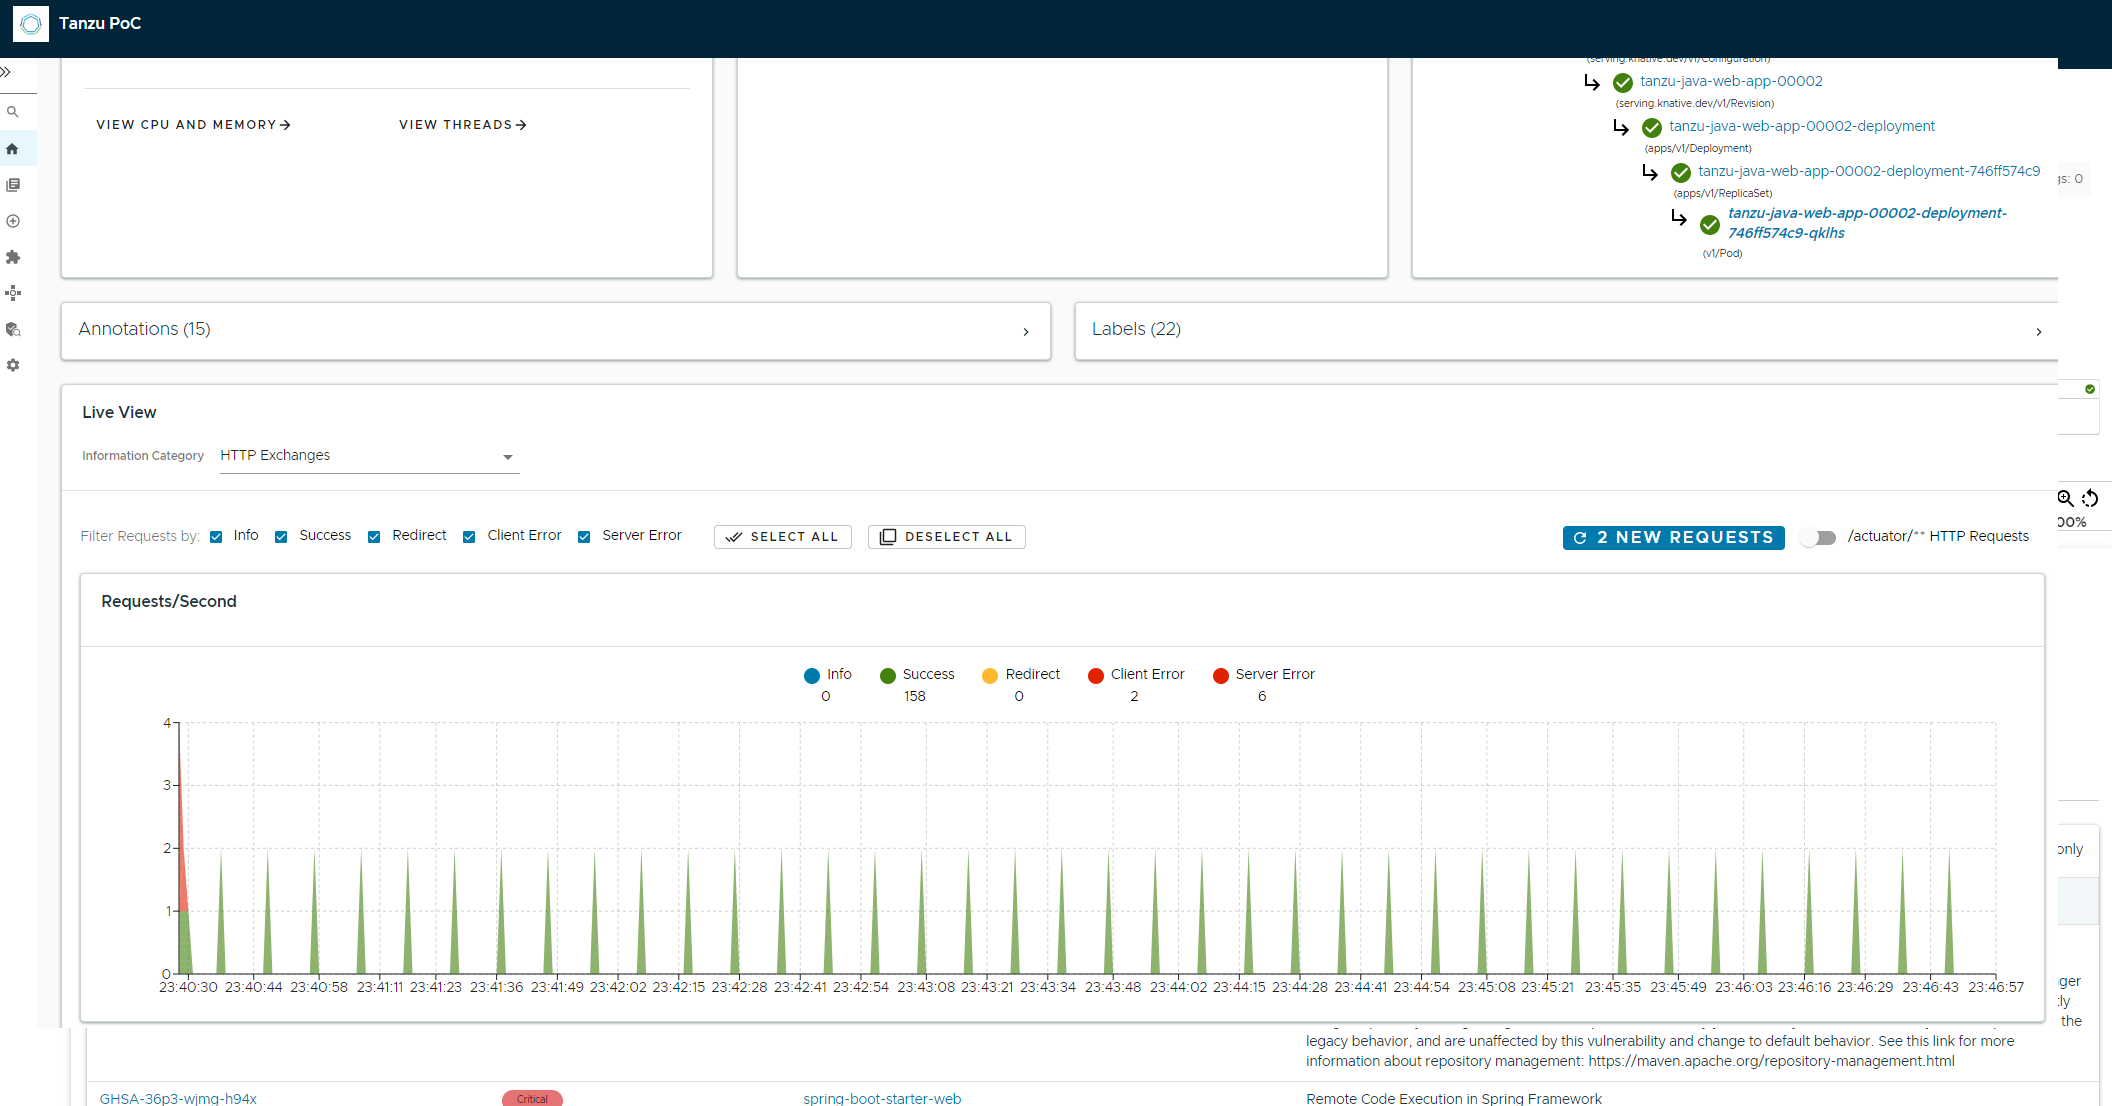 Tanzu PoC
(serving.knative.dev/v1/Configuration)
tanzu-java-web-app-00002
(serving.knative.dev/v1/Revision)
VIEW CPU AND MEMORY
VIEW THREADS
tanzu-java-web-app-00002-deployment
(apps/v1/Deployment)
tanzu-java-web-app-00002-deployment-746ff574c9
gs: 0
(apps/v1/ReplicaSet)
tanzu-java-web-app-00002-deployment-
746ff574c9-qklhs
(v1/Pod)
Annotations (15)
Labels (22)
Live View
Information Category
HTTP Exchanges
00%
Filter Requests by:
Info
Success
Redirect
Client Error
Server Error
SELECT ALL
DESELECT ALL
2 NEW REQUESTS
/actuator/** HTTP Requests
Requests/Second
Info
Success
Redirect
Client Error
Server Error
0
158
0
2
6
4
3
2
1
0
23:40:30 23:40:44 23:40:58 23:41:11 23:41:23 23:41:36 23:41:49 23:42:02 23:42:15 23:42:28 23:42:41 23:42:54 23:43:08 23:43:21 23:43:34 23:43:48 23:44:02 23:44:15 23:44:28 23:44:41 23:44:54 23:45:08 23:45:21 23:45:35 23:45:49 23:46:03 23:46:16 23:46:29 23:46:43 23:46:57
only
ger
tly
the
legacy behavior, and are unaffected by this vulnerability and change to default behavior. See this link for more
information about repository management: https://maven.apache.org/repository-management.html
GHSA-36p3-wjmg-h94x
Critical
spring-boot-starter-web
Remote Code Execution in Spring Framework